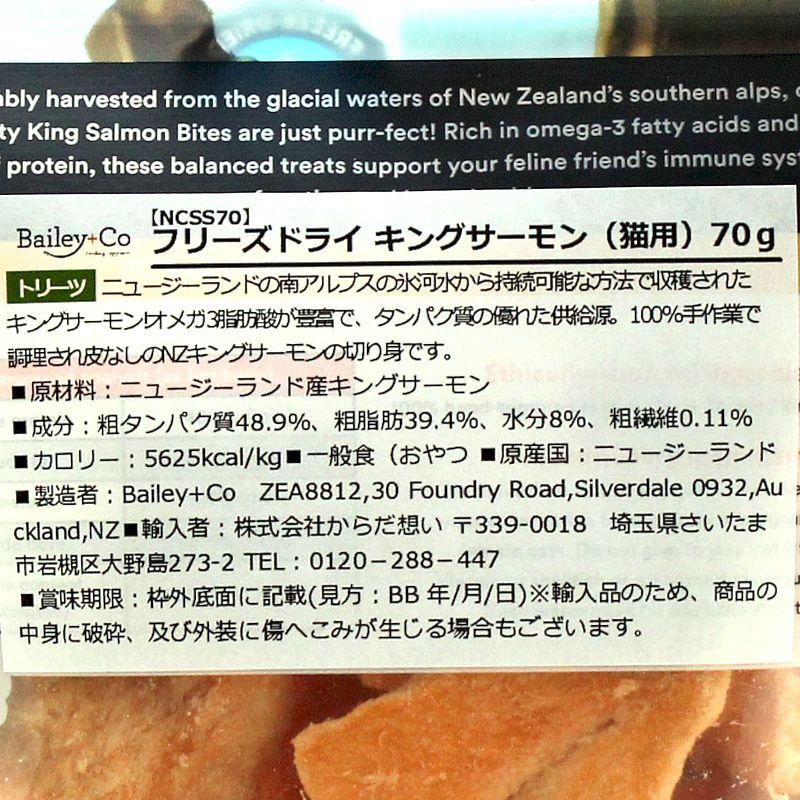 FREEZE-DRIED
bly harvested from the glacial waters of New Zealand's southern alps,
ty King Salmon Bites are just purr-fect! Rich in omega-3 fatty acids and
protein, these balanced treats support your feline friend's immune sys
【NCSS70】
Bailey+Co フリーズドライ キングサーモン（猫用）70g
トリーツ ニュージーランドの南アルプスの氷河水から持続可能な方法で収穫された
キングサーモン!オメガ3脂肪酸が豊富で、タンパク質の優れた供給源。100%手作業で
調理され皮なしのNZキングサーモンの切り身です。
■原材料：ニュージーランド産キングサーモン
■成分：粗タンパク質48.9%、粗脂肪39.4%、水分8%、粗繊維0.11%
■カロリー：5625kcal/kg■一般食（おやつ ■原産国：ニュージーランド
■製造者：Bailey+Co ZEA8812,30 Foundry Road,Silverdale 0932,Au
ckland,NZ■輸入者：株式会社からだ想い 〒339-0018 埼玉県さいたま
市岩槻区大野島273-2 TEL：0120－288－447
■賞味期限：枠外底面に記載(見方：BB 年/月/日)※輸入品のため、商品の
中身に破砕、及び外装に傷へこみが生じる場合もございます。